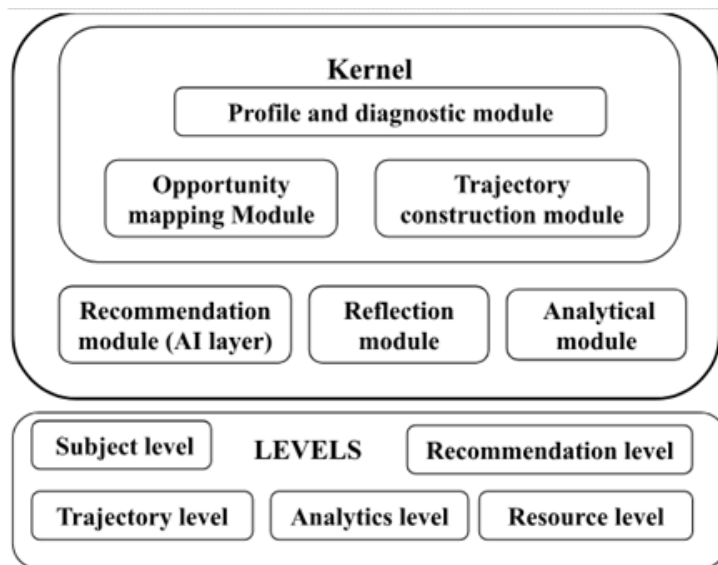 Kernel
Profile and diagnostic module
Opportunity
mapping Module
Trajectory
construction module
Recommendation
module (AI layer)
Reflection
module
Analytical
module
Subject level
LEVELS
Recommendation level
Trajectory level
Analytics level
Resource level